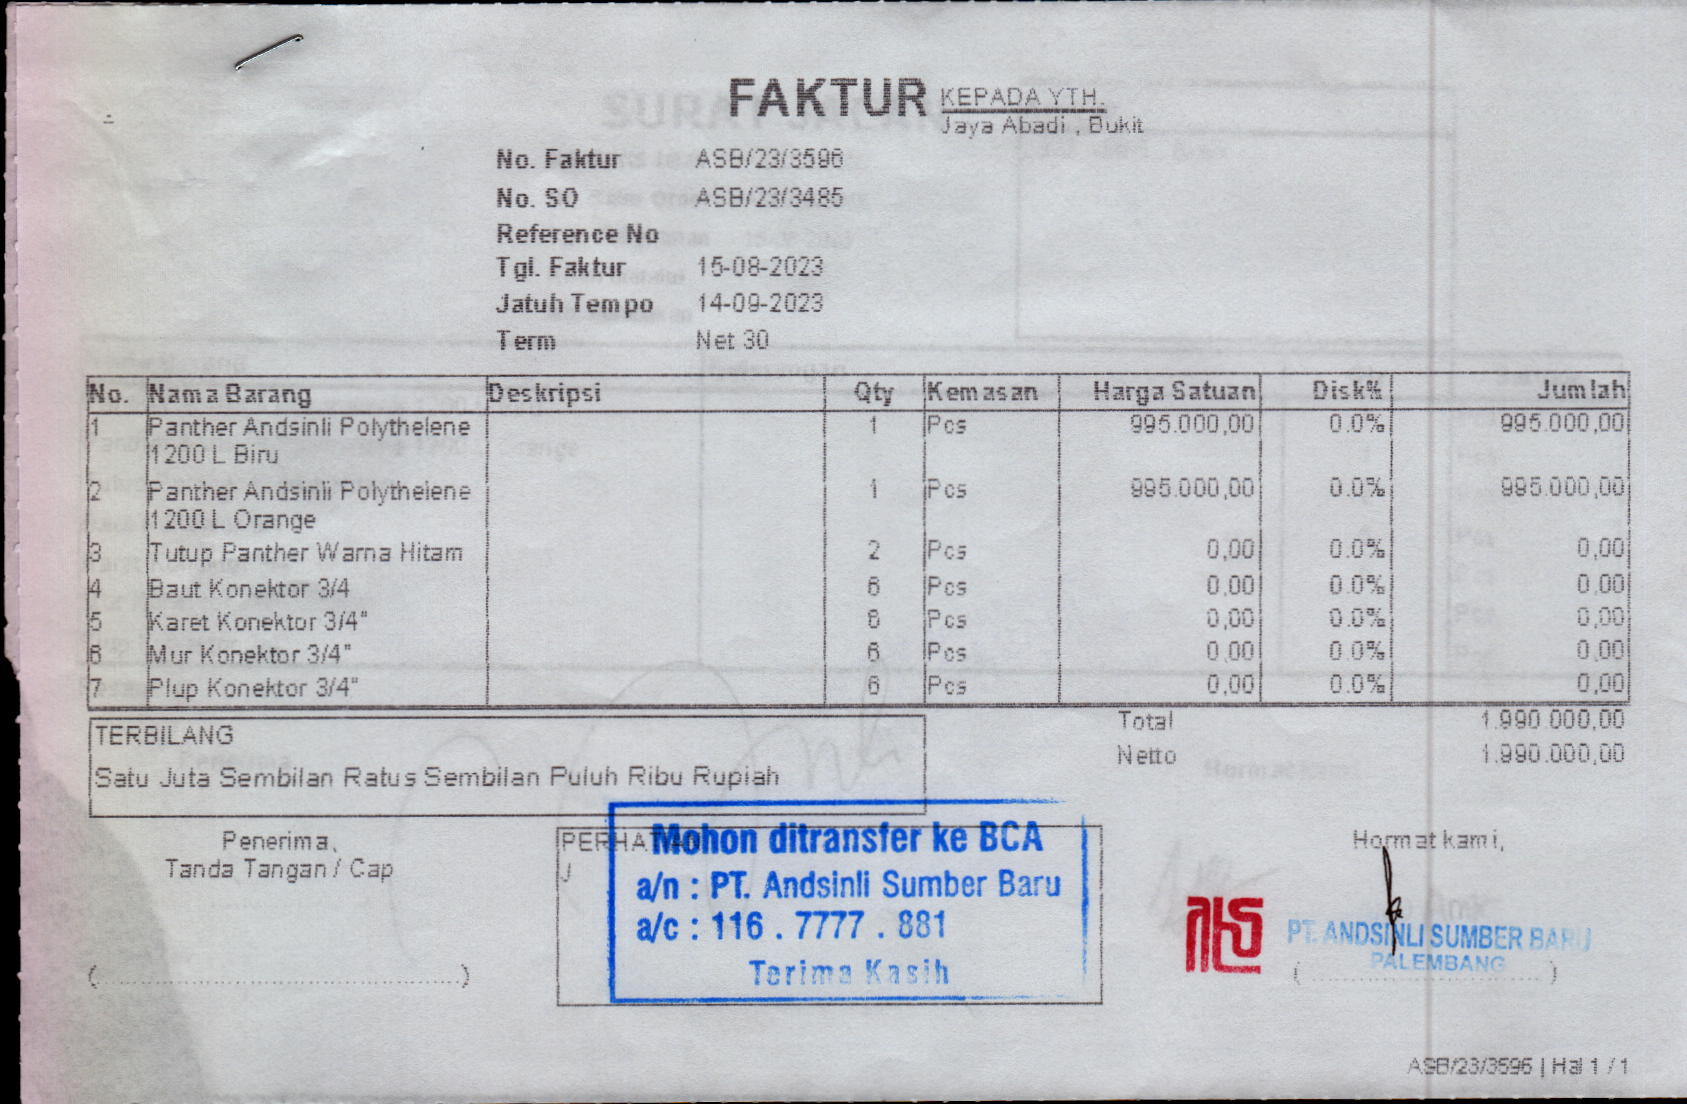 FAKTUR
KEPADA YTH.
Jaya Abadi , Bukit
No. Faktur ASB/23/3596
No. SO ASB/23/3485
Reference No
Tgl. Faktur 15-08-2023
Jatuh Tempo 14-09-2023
Term Net 30
No. Nama Barang Deskripsi Qty Kemasan Harga Satuan Disk% Jumlah
1 Panther Andsinli Polythelene 1 Pcs 995.000,00 0.0% 995.000,00
1200 L Biru
2 Panther Andsinli Polythelene 1 Pcs 995.000,00 0.0% 995.000,00
1200 L Orange
3 Tutup Panther Warna Hitam 2 Pcs 0,00 0.0% 0,00
4 Baut Konektor 3/4 6 Pcs 0,00 0.0% 0,00
5 Karet Konektor 3/4" 6 Pcs 0,00 0.0% 0,00
6 Mur Konektor 3/4" 6 Pcs 0,00 0.0% 0,00
7 Plup Konektor 3/4" 6 Pcs 0,00 0.0% 0,00
Total 1.990.000,00
Netto 1.990.000,00
TERBILANG
Satu Juta Sembilan Ratus Sembilan Puluh Ribu Rupiah
Penerima,
Tanda Tangan / Cap
(........................................)
PERHATIAN
J
Mohon ditransfer ke BCA
a/n : PT. Andsinli Sumber Baru
a/c : 116 . 7777 . 881
Terima Kasih
Hormat kami,
PT. ANDSINLI SUMBER BARU
PALEMBANG
(........................................)
ASB/23/3596 | Hal 1 / 1